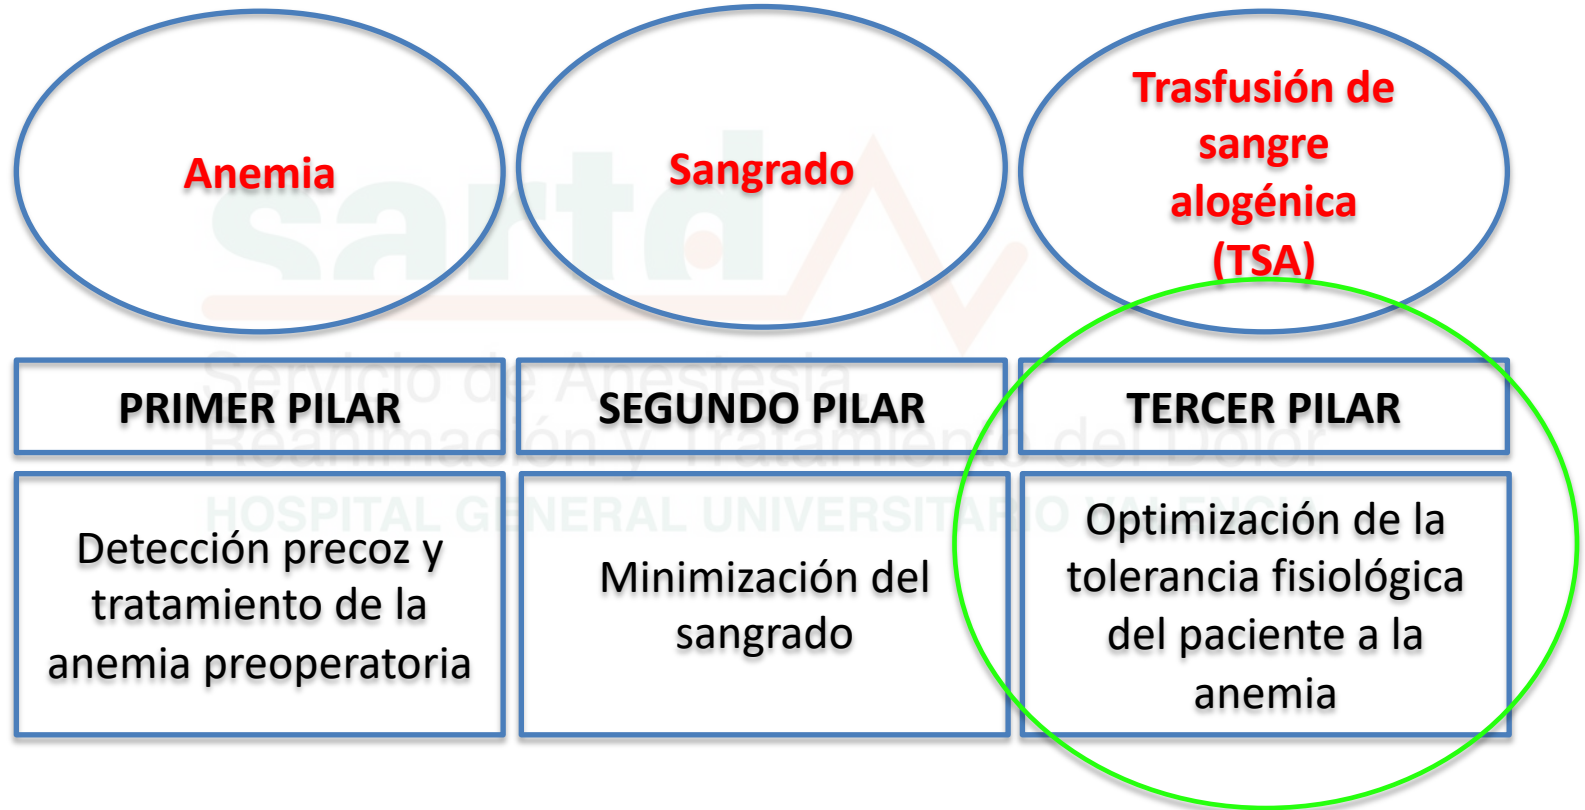 Anemia
Sangrado
Trasfusión de
sangre
alogénica
(TSA)
sartd
Servicio de Anestesia
Reanimación y Tratamiento del Dolor
HOSPITAL GENERAL UNIVERSITARIO VALENCIA
PRIMER PILAR
SEGUNDO PILAR
TERCER PILAR
Detección precoz y
tratamiento de la
anemia preoperatoria
Minimización del
sangrado
Optimización de la
tolerancia fisiológica
del paciente a la
anemia